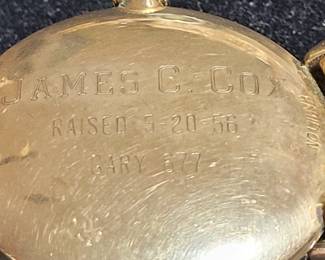 JAMES C. COX
RAISED 5-20-56
GARY 677